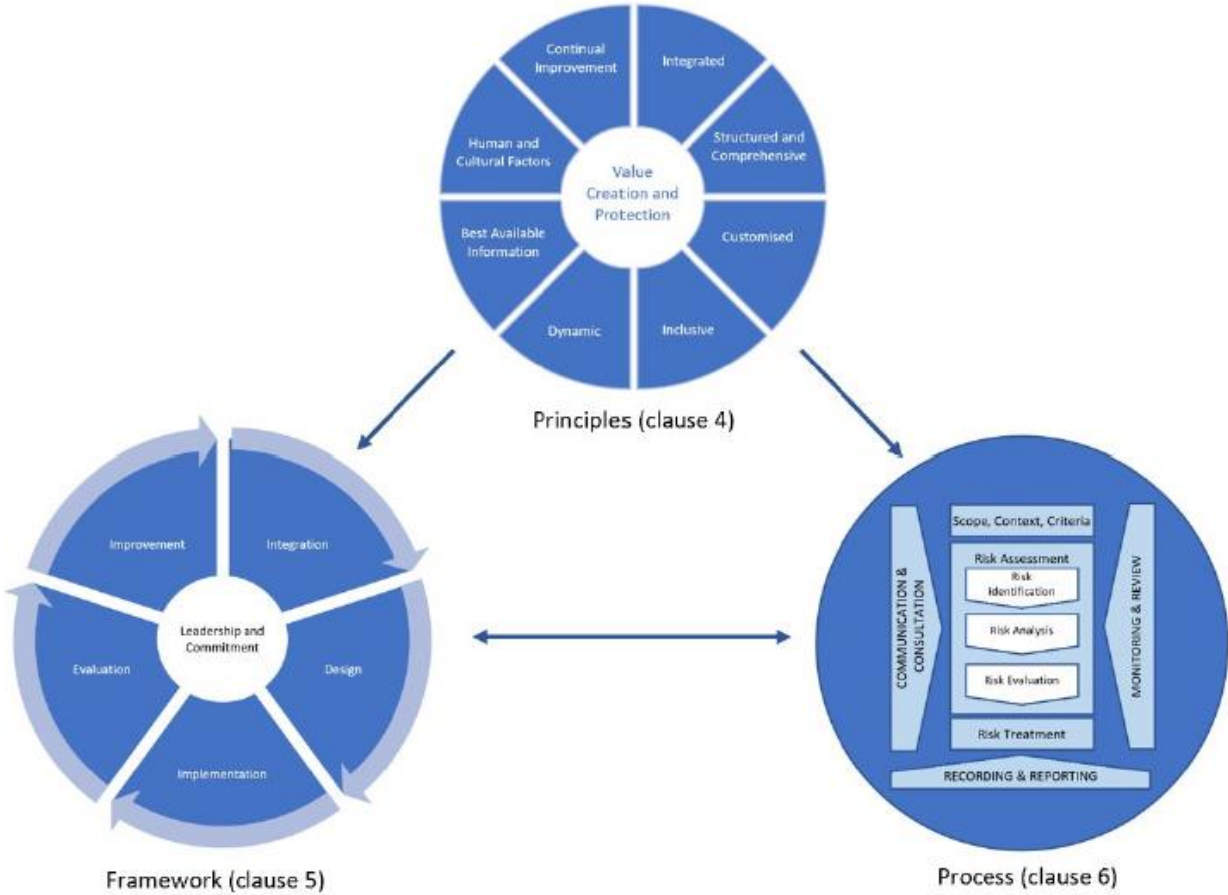 Continual
Improvement
Integrated
Human and
Cultural Factors
Structured and
Comprehensive
Value
Creation and
Protection
Best Available
Information
Customised
Dynamic
Inclusive
Principles (clause 4)
Improvement
Integration
Leadership and
Commitment
Evaluation
Design
Implementation
Framework (clause 5)
Scope, Context, Criteria
Risk Assessment
Risk
Identification
Risk Analysis
Risk Evaluation
Risk Treatment
COMMUNICATION &
CONSULTATION
MONITORING & REVIEW
RECORDING & REPORTING
Process (clause 6)